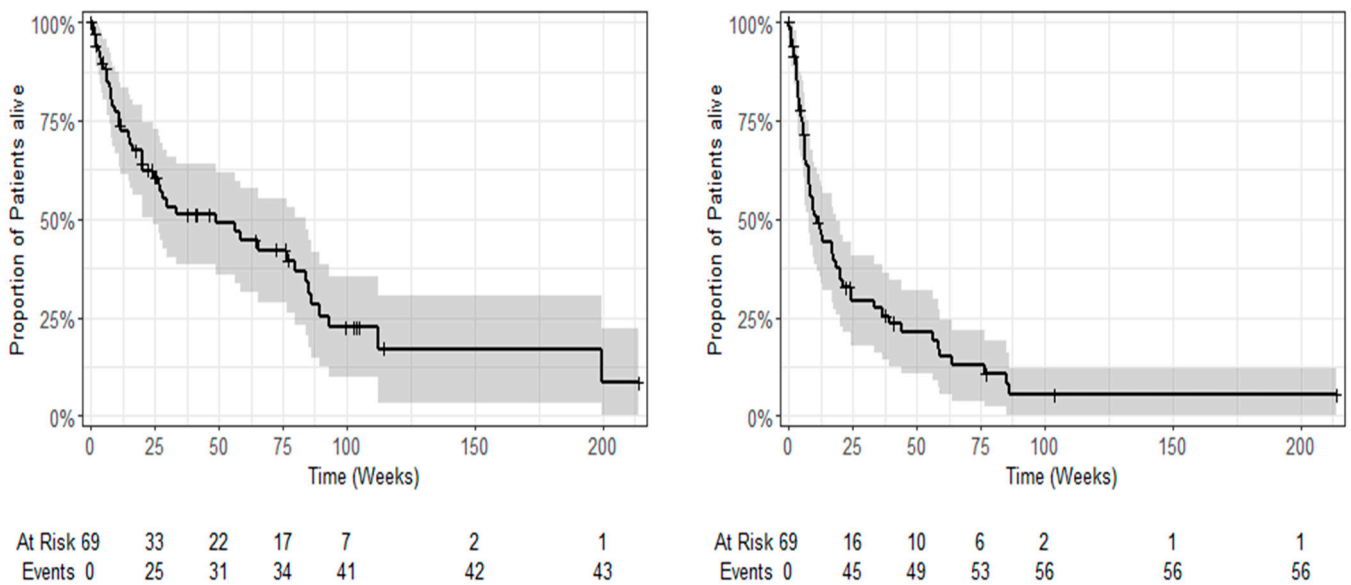 Proportion of Patients alive
100%
75%
50%
25%
0%
0 25 50 75 100 150 200
Time (Weeks)
At Risk 69 33 22 17 7 2 1
Events 0 25 31 34 41 42 43
Proportion of Patients alive
100%
75%
50%
25%
0%
0 25 50 75 100 150 200
Time (Weeks)
At Risk 69 16 10 6 2 1 1
Events 0 45 49 53 56 56 56